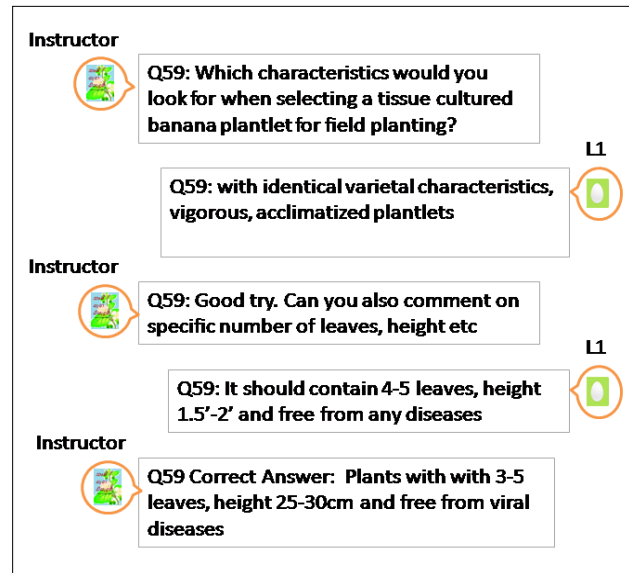 Instructor
Q59: Which characteristics would you
look for when selecting a tissue cultured
banana plantlet for field planting?
L1
Q59: with identical varietal characteristics,
vigorous, acclimatized plantlets
Instructor
Q59: Good try. Can you also comment on
specific number of leaves, height etc
L1
Q59: It should contain 4-5 leaves, height
1.5’-2’ and free from any diseases
Instructor
Q59 Correct Answer:  Plants with with 3-5
leaves, height 25-30cm and free from viral
diseases